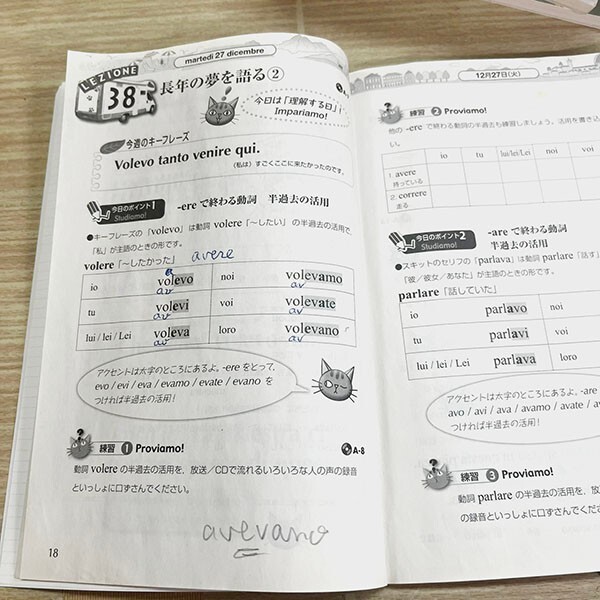 martedì 27 dicembre
LEZIONE
38
長年の夢を語る②
今日は「理解する日」!
Impariamo!
今週のキーフレーズ
Volevo tanto venire qui.
(私は)すごくここに来たかったのです。
今日のポイント1
Studiamo!
-ere で終わる動詞 半過去の活用
●キーフレーズの「volevo」は動詞 volere「～したい」の半過去の活用で、
「私」が主語のときの形です。
volere「～したかった」 avere
io volevo noi volevamo
av av
tu volevi voi volevate
av av
lui / lei / Lei voleva loro volevano
av av
アクセントは太字のところにあるよ。-ere をとって、
evo / evi / eva / evamo / evate / evano を
つければ半過去の活用!
練習 1 Proviamo!
A-8
動詞 volere の半過去の活用を、放送/CDで流れるいろいろな人の声の録音
といっしょに口ずさんでください。
avevano
18
12月27日(火)
練習 2 Proviamo!
他の -ere で終わる動詞の半過去も練習しましょう。活用を書き込
い。
io tu lui/lei/Lei noi voi
1. avere
持っている
2. correre
走る
今日のポイント2
Studiamo!
-are で終わる動詞
半過去の活用
●スキットのセリフの「parlava」は動詞 parlare「話す」
「彼/彼女/あなた」が主語のときの形です。
parlare「話していた」
io parlavo noi
tu parlavi voi
lui / lei / Lei parlava loro
アクセントは太字のところにあるよ。-are
avo / avi / ava / avamo / avate / av
つければ半過去の活用!
練習 3 Proviamo!
動詞 parlare の半過去の活用を、放
の録音といっしょに口ずさんでくださ